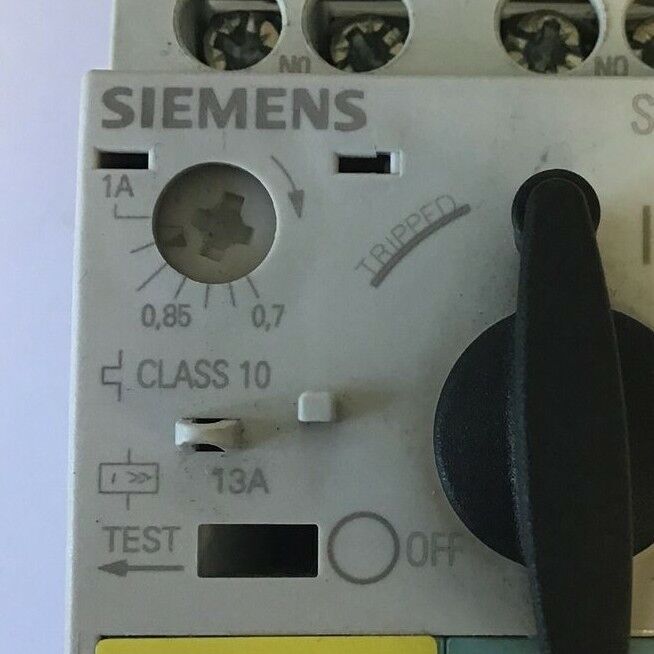 NO NO
SIEMENS S
1A
TRIPPED
0,85 0,7
CLASS 10
I >>
13A
TEST OFF